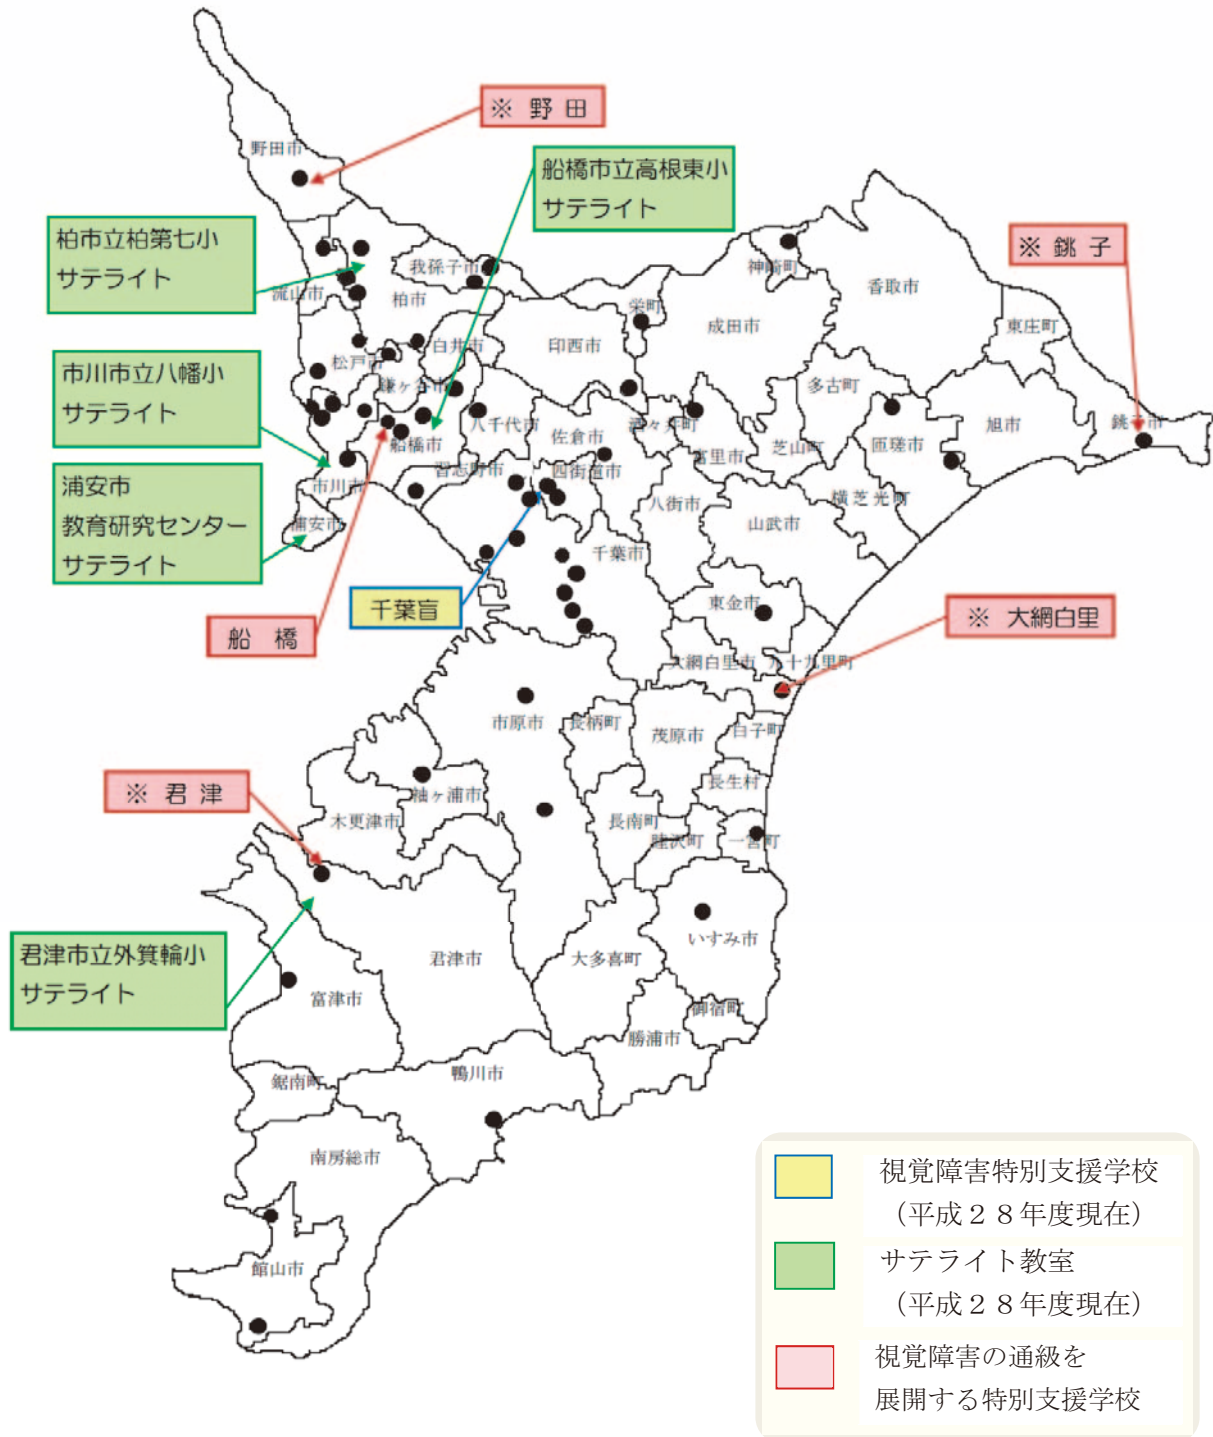 ※ 野 田
野田市
船橋市立高根東小
サテライト
柏市立柏第七小
サテライト
※ 銚 子
我孫子市
神崎町
香取市
流山市
柏市
栄町
成田市
東庄町
松戸市
白井市
印西市
市川市立八幡小
サテライト
鎌ヶ谷市
多古町
八千代市
酒々井町
旭市
銚子市
船橋市
佐倉市
富里市
芝山町
匝瑳市
習志野市
四街道市
浦安市
教育研究センター
サテライト
市川市
八街市
横芝光町
浦安市
山武市
千葉市
千葉盲
東金市
船 橋
※ 大網白里
大網白里市
九十九里町
市原市
長柄町
茂原市
白子町
※ 君 津
袖ヶ浦市
長生村
木更津市
長南町
睦沢町
一宮町
君津市立外箕輪小
サテライト
君津市
大多喜町
いすみ市
富津市
御宿町
勝浦市
鋸南町
鴨川市
南房総市
館山市
視覚障害特別支援学校
（平成２８年度現在）
サテライト教室
（平成２８年度現在）
視覚障害の通級を
展開する特別支援学校